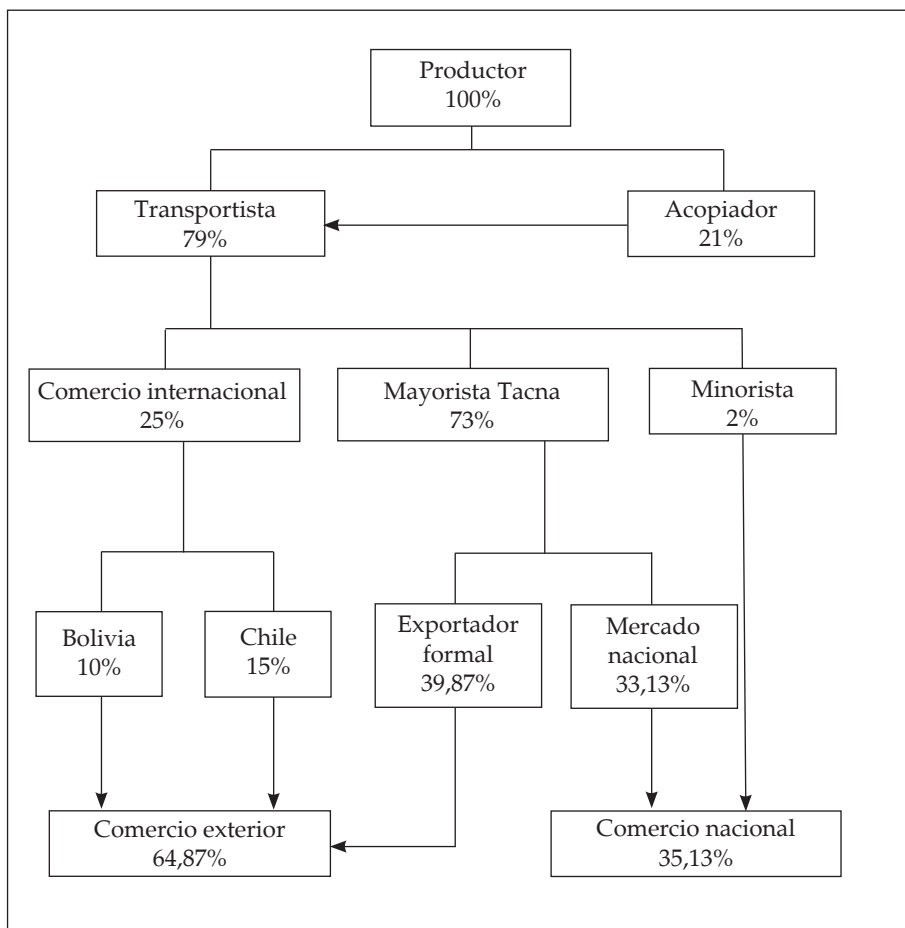 Productor
100%
Transportista
79%
Acopiador
21%
Comercio internacional
25%
Mayorista Tacna
73%
Minorista
2%
Bolivia
10%
Chile
15%
Exportador
formal
39,87%
Mercado
nacional
33,13%
Comercio exterior
64,87%
Comercio nacional
35,13%